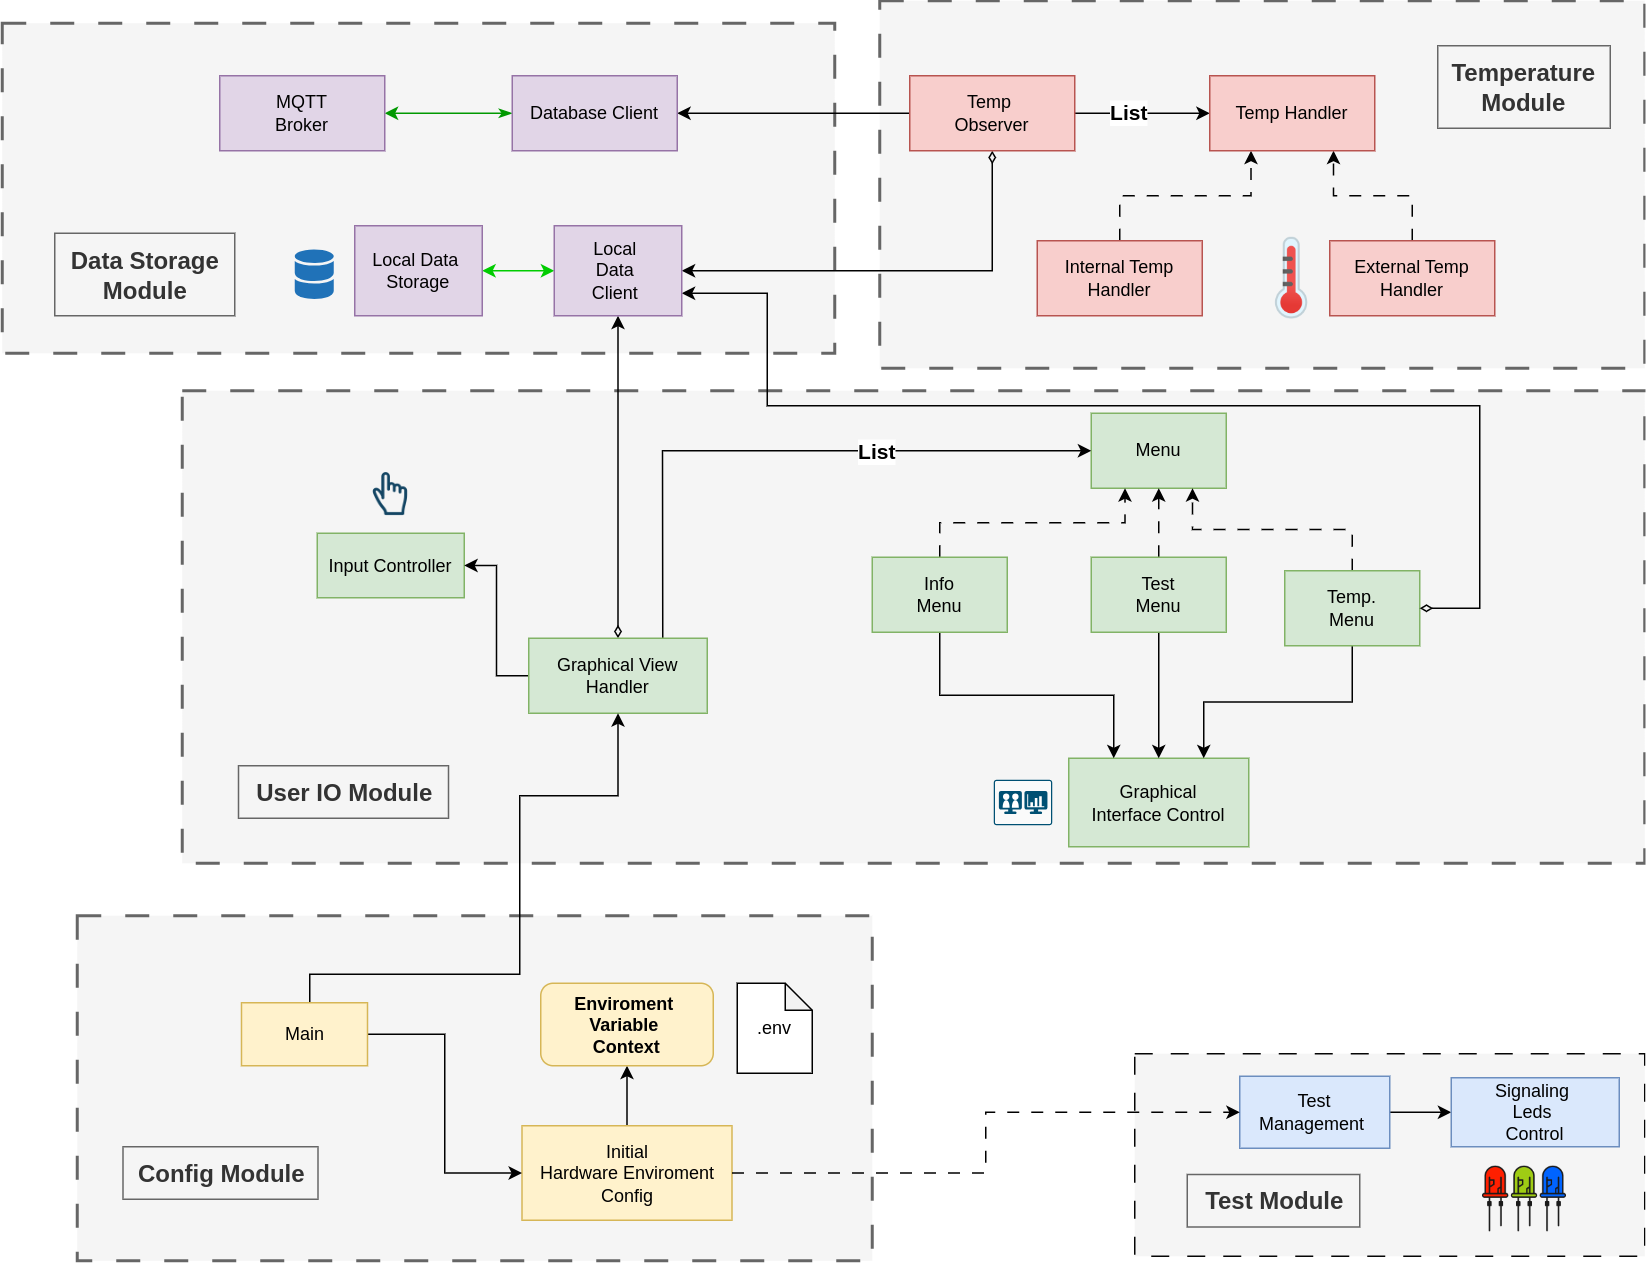 MQTT
Broker
Database Client
Temp
Observer
List
Temp Handler
Temperature
Module
Data Storage
Module
Local Data
Storage
Local
Data
Client
Internal Temp
Handler
External Temp
Handler
List
Menu
Input Controller
Info
Menu
Test
Menu
Temp.
Menu
Graphical View
Handler
User IO Module
Graphical
Interface Control
Main
Enviroment
Variable
Context
.env
Initial
Hardware Enviroment
Config
Config Module
Test
Management
Signaling
Leds
Control
Test Module